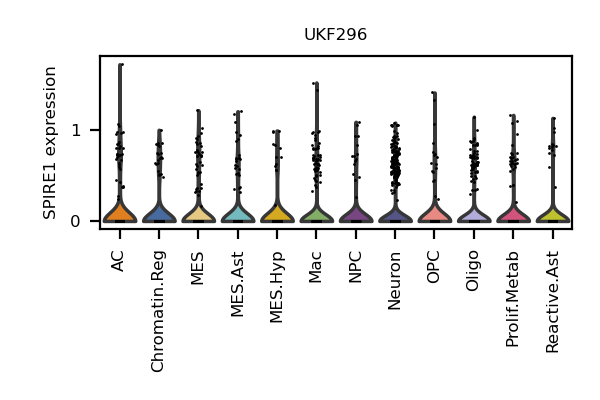 UKF296
SPIRE1 expression
1
0
AC
Chromatin.Reg
MES
MES.Ast
MES.Hyp
Mac
NPC
Neuron
OPC
Oligo
Prolif.Metab
Reactive.Ast